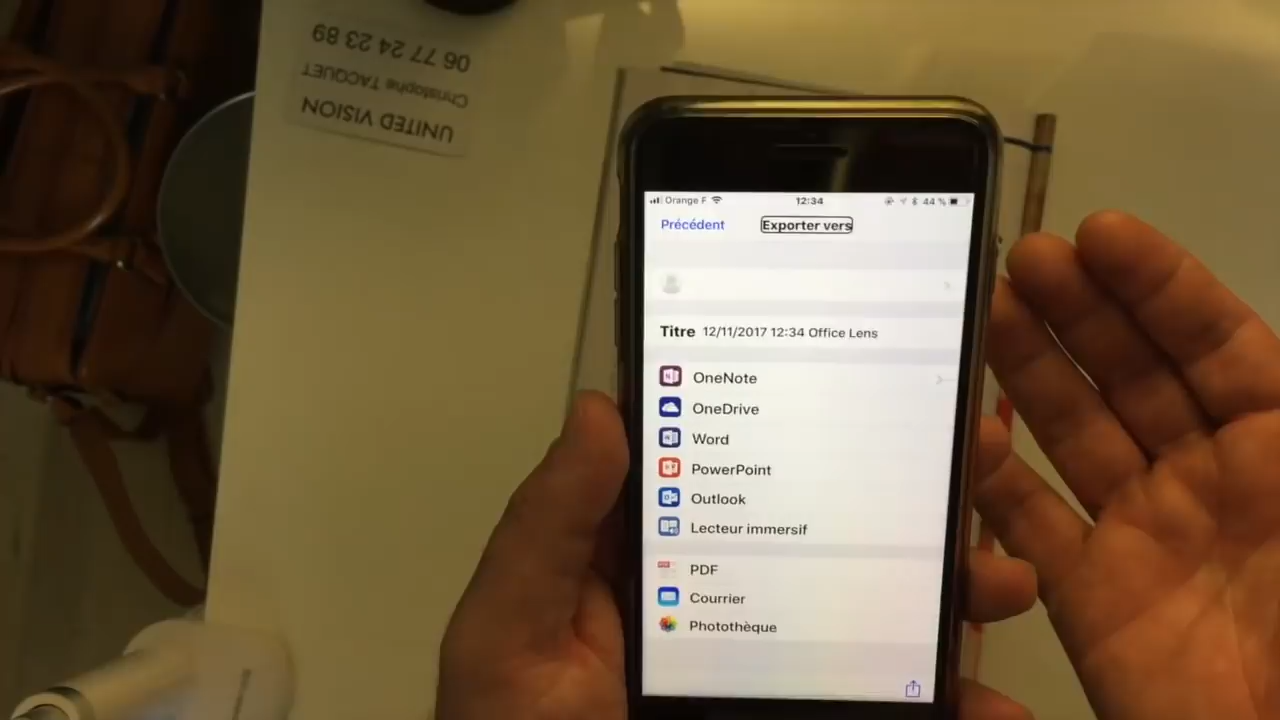 UNITED VISION
Christophe TACQUET
06 77 24 23 89
Orange F 12:34 44 %
Précédent Exporter vers
Titre 12/11/2017 12:34 Office Lens
OneNote
OneDrive
Word
PowerPoint
Outlook
Lecteur immersif
PDF
Courrier
Photothèque